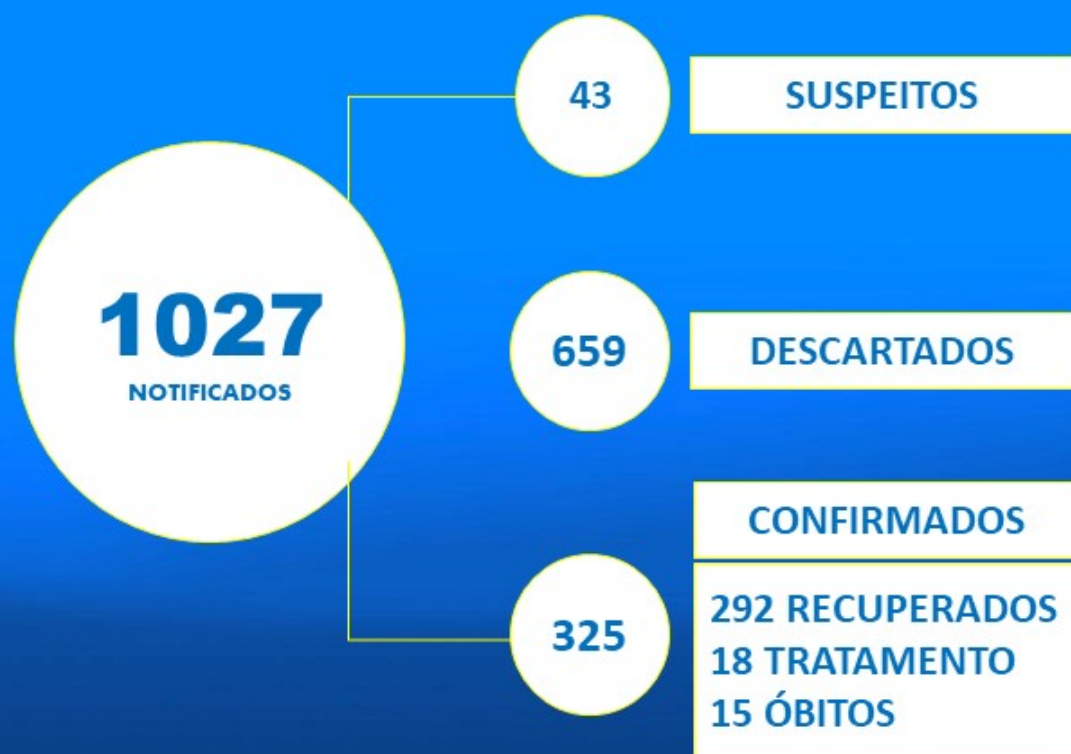 1027
NOTIFICADOS
43
SUSPEITOS
659
DESCARTADOS
325
CONFIRMADOS
292 RECUPERADOS
18 TRATAMENTO
15 ÓBITOS